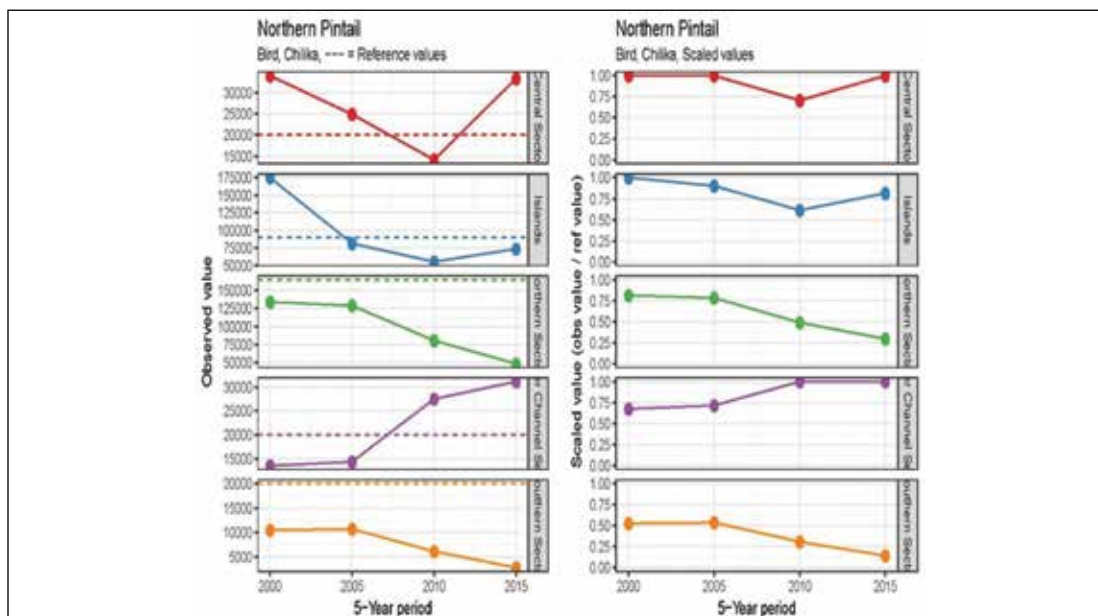 Northern Pintail
Bird, Chilika, --- = Reference values
Observed value
30000
25000
20000
15000
Central Secto
175000
150000
125000
100000
75000
50000
Islands
150000
125000
100000
75000
50000
orthern Secto
30000
25000
20000
15000
r Channel Se
20000
15000
10000
5000
outhern Secto
2000 2005 2010 2015
5-Year period
Northern Pintail
Bird, Chilika, Scaled values
Scaled value (obs value / ref value)
1.00
0.75
0.50
0.25
0.00
Central Secto
1.00
0.75
0.50
0.25
0.00
Islands
1.00
0.75
0.50
0.25
0.00
orthern Secto
1.00
0.75
0.50
0.25
0.00
r Channel Se
1.00
0.75
0.50
0.25
0.00
outhern Secto
2000 2005 2010 2015
5-Year period